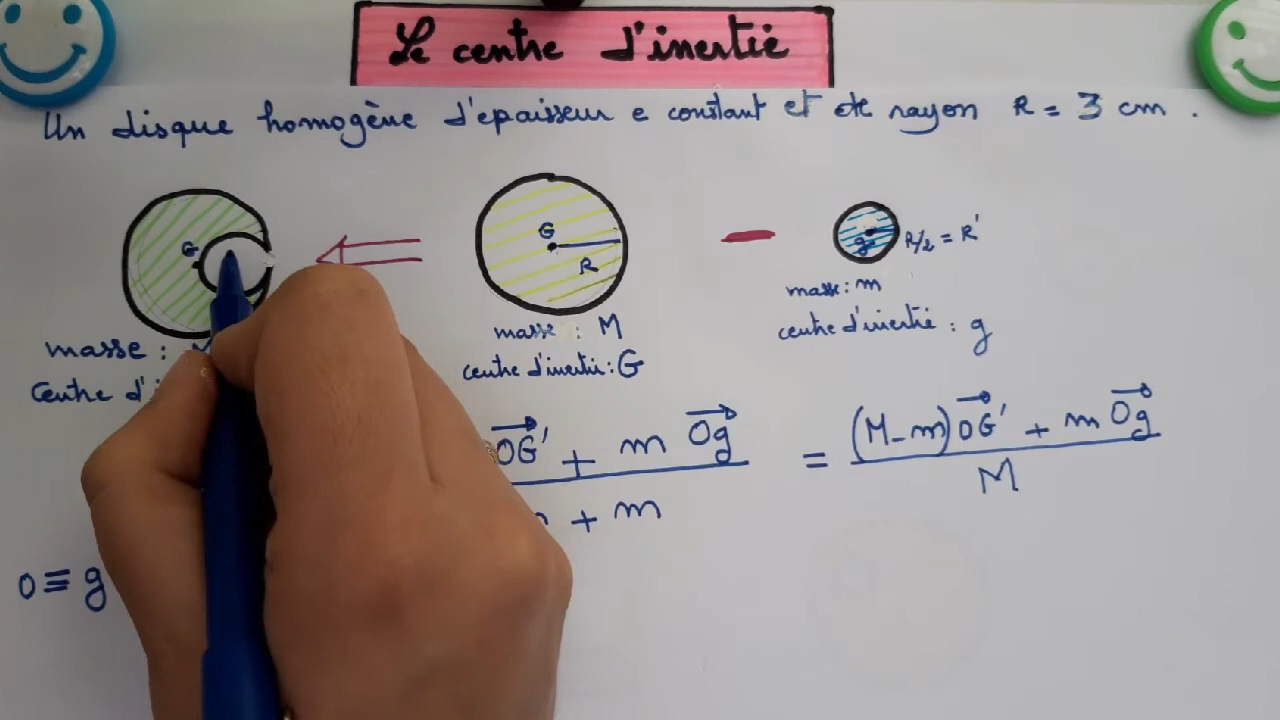 Le centre d'inertie
Un disque homogène d'epaisseur e constant et de rayon R = 3 cm .
G
G
R
g
R/2 = R'
masse : m
centre d'inertie : g
masse : M
centre d'inertie : G
masse :
Centre
OG' + m Og
+ m
= (M-m) OG' + m Og
M
O ≡ g